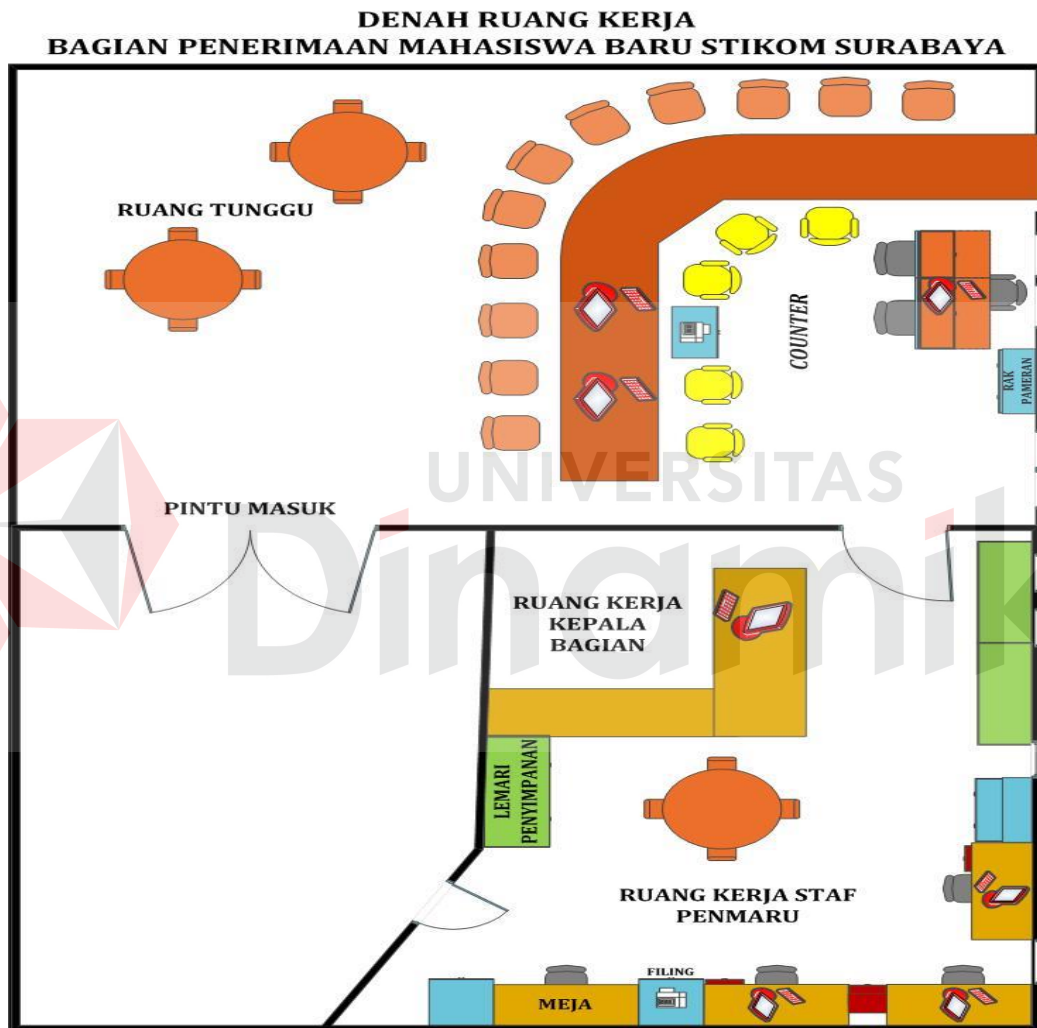 DENAH RUANG KERJA
BAGIAN PENERIMAAN MAHASISWA BARU STIKOM SURABAYA
RUANG TUNGGU
COUNTER
RAK
PAMERAN
UNIVERSITAS
Dinamik
PINTU MASUK
RUANG KERJA
KEPALA
BAGIAN
LEMARI
PENYIMPANAN
RUANG KERJA STAF
PENMARU
FILING
MEJA